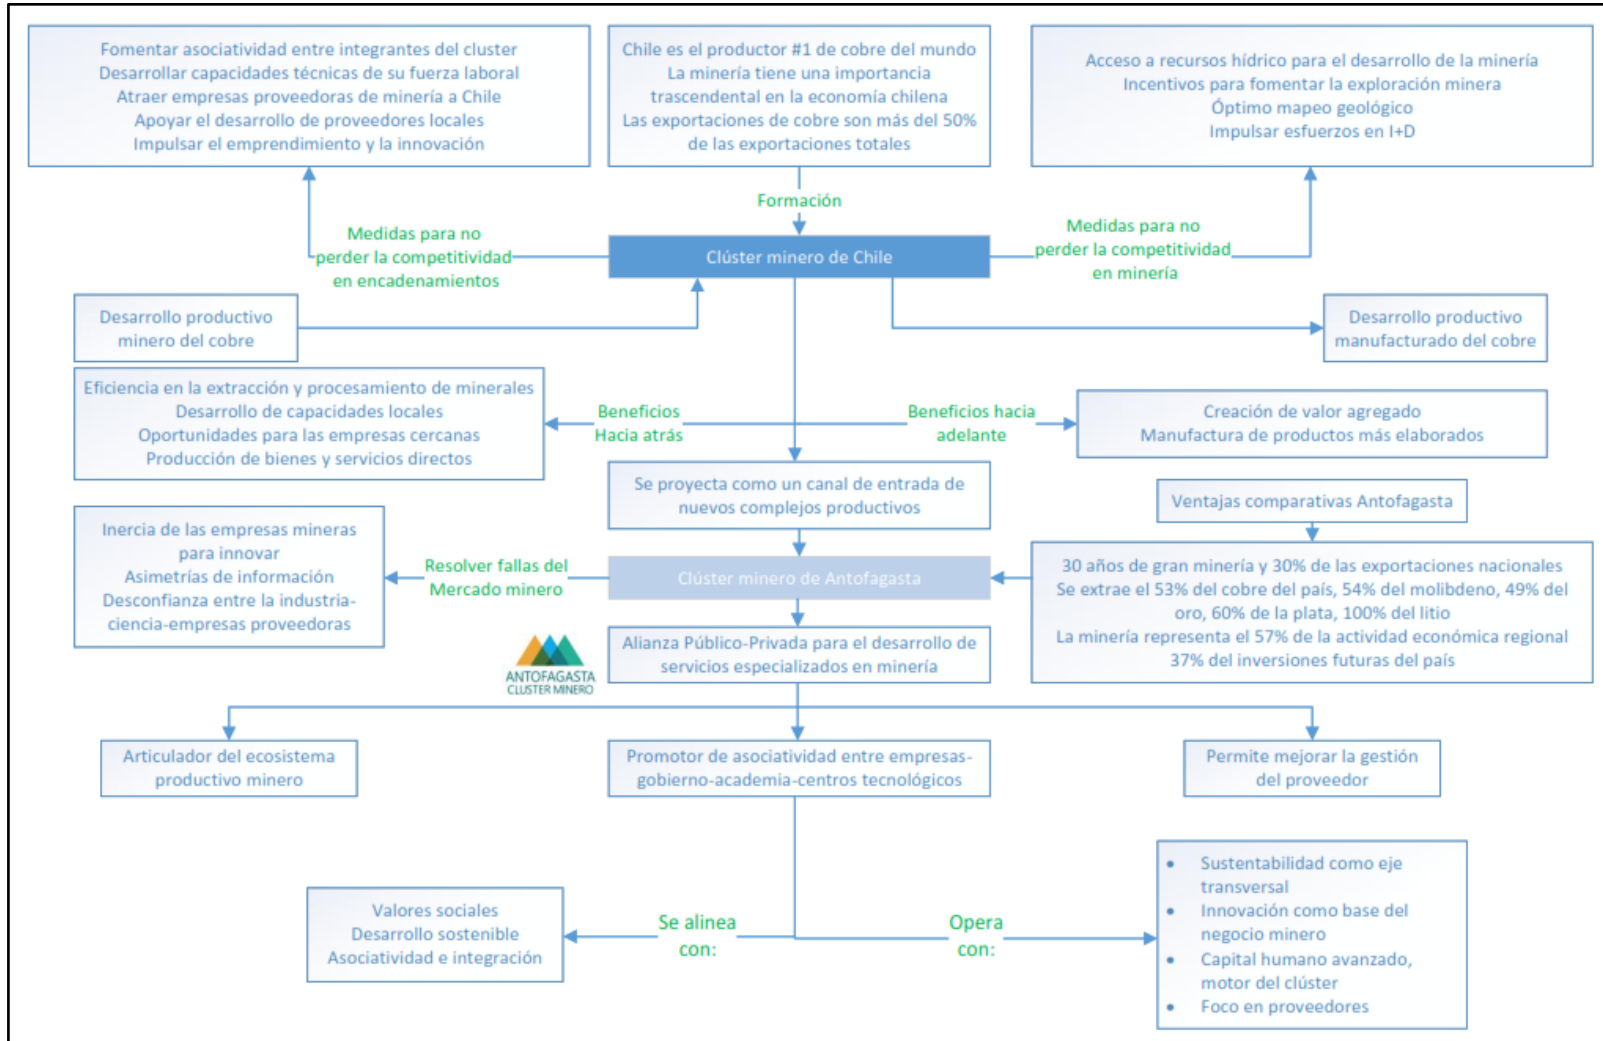 Fomentar asociatividad entre integrantes del cluster
Desarrollar capacidades técnicas de su fuerza laboral
Atraer empresas proveedoras de minería a Chile
Apoyar el desarrollo de proveedores locales
Impulsar el emprendimiento y la innovación
Chile es el productor #1 de cobre del mundo
La minería tiene una importancia
trascendental en la economía chilena
Las exportaciones de cobre son más del 50%
de las exportaciones totales
Acceso a recursos hídrico para el desarrollo de la minería
Incentivos para fomentar la exploración minera
Óptimo mapeo geológico
Impulsar esfuerzos en I+D
Formación
Medidas para no
perder la competitividad
en encadenamientos
Clúster minero de Chile
Medidas para no
perder la competitividad
en minería
Desarrollo productivo
minero del cobre
Desarrollo productivo
manufacturado del cobre
Eficiencia en la extracción y procesamiento de minerales
Desarrollo de capacidades locales
Oportunidades para las empresas cercanas
Producción de bienes y servicios directos
Beneficios
Hacia atrás
Beneficios hacia
adelante
Creación de valor agregado
Manufactura de productos más elaborados
Se proyecta como un canal de entrada de
nuevos complejos productivos
Ventajas comparativas Antofagasta
Inercia de las empresas mineras
para innovar
Asimetrías de información
Desconfianza entre la industria-
ciencia-empresas proveedoras
Resolver fallas del
Mercado minero
Clúster minero de Antofagasta
30 años de gran minería y 30% de las exportaciones nacionales
Se extrae el 53% del cobre del país, 54% del molibdeno, 49% del
oro, 60% de la plata, 100% del litio
La minería representa el 57% de la actividad económica regional
37% del inversiones futuras del país
ANTOFAGASTA
CLUSTER MINERO
Alianza Público-Privada para el desarrollo de
servicios especializados en minería
Articulador del ecosistema
productivo minero
Promotor de asociatividad entre empresas-
gobierno-academia-centros tecnológicos
Permite mejorar la gestión
del proveedor
Valores sociales
Desarrollo sostenible
Asociatividad e integración
Se alinea
con:
Opera
con:
• Sustentabilidad como eje
transversal
• Innovación como base del
negocio minero
• Capital humano avanzado,
motor del clúster
• Foco en proveedores